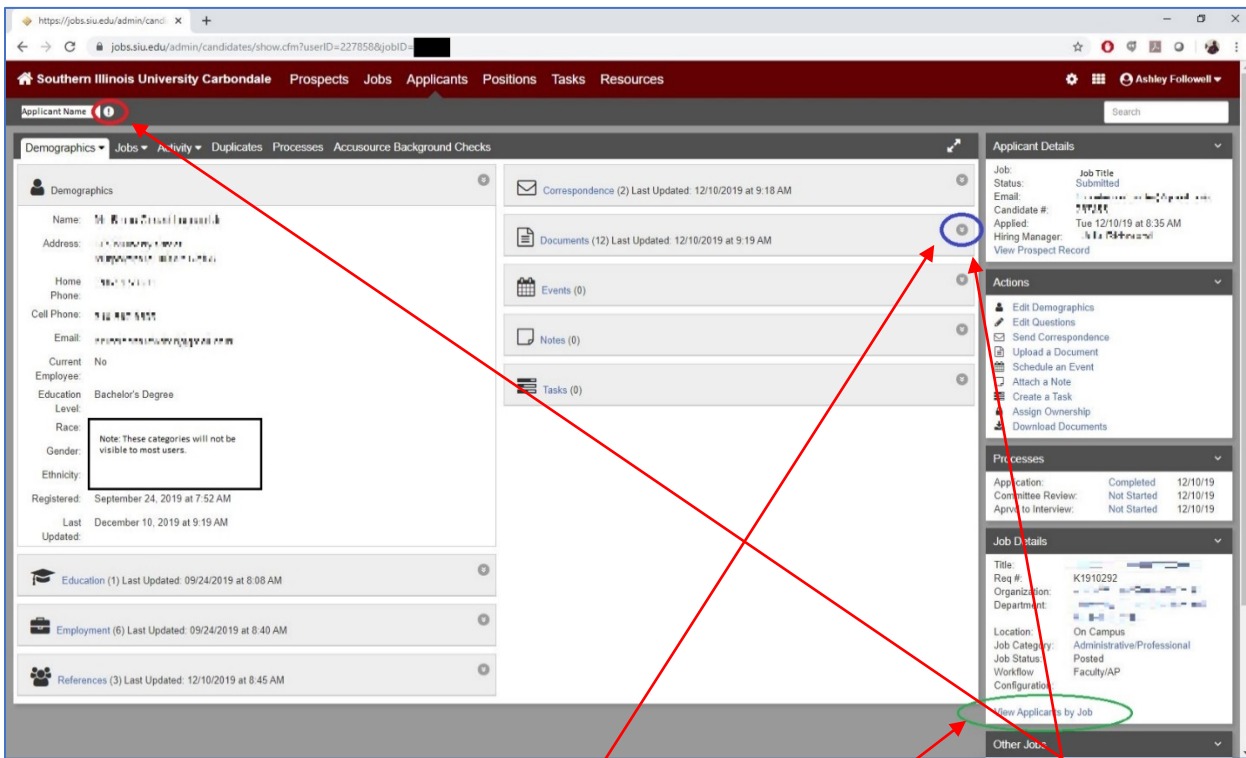 https://jobs.siu.edu/admin/candi
jobs.siu.edu/admin/candidates/show.cfm?userID=227858&jobID=
Southern Illinois University Carbondale Prospects Jobs Applicants Positions Tasks Resources Ashley Followell
Applicant Name
Search
Demographics Jobs Activity Duplicates Processes Accusource Background Checks
Demographics
Name:
Address:
Home
Phone:
Cell Phone:
Email:
Current No
Employee:
Education Bachelor's Degree
Level:
Race:
Gender:
Ethnicity:
Note: These categories will not be
visible to most users.
Registered: September 24, 2019 at 7:52 AM
Last December 10, 2019 at 9:19 AM
Updated:
Education (1) Last Updated: 09/24/2019 at 8:08 AM
Employment (6) Last Updated: 09/24/2019 at 8:40 AM
References (3) Last Updated: 12/10/2019 at 8:45 AM
Correspondence (2) Last Updated: 12/10/2019 at 9:18 AM
Documents (12) Last Updated: 12/10/2019 at 9:19 AM
Events (0)
Notes (0)
Tasks (0)
Applicant Details
Job: Job Title
Status: Submitted
Email:
Candidate #:
Applied: Tue 12/10/19 at 8:35 AM
Hiring Manager:
View Prospect Record
Actions
Edit Demographics
Edit Questions
Send Correspondence
Upload a Document
Schedule an Event
Attach a Note
Create a Task
Assign Ownership
Download Documents
Processes
Application: Completed 12/10/19
Committee Review: Not Started 12/10/19
Aprvd to Interview: Not Started 12/10/19
Job Details
Title:
Req #: K1910292
Organization:
Department:
Location: On Campus
Job Category: Administrative/Professional
Job Status: Posted
Workflow Faculty/AP
Configuration:
View Applicants by Job
Other Jobs